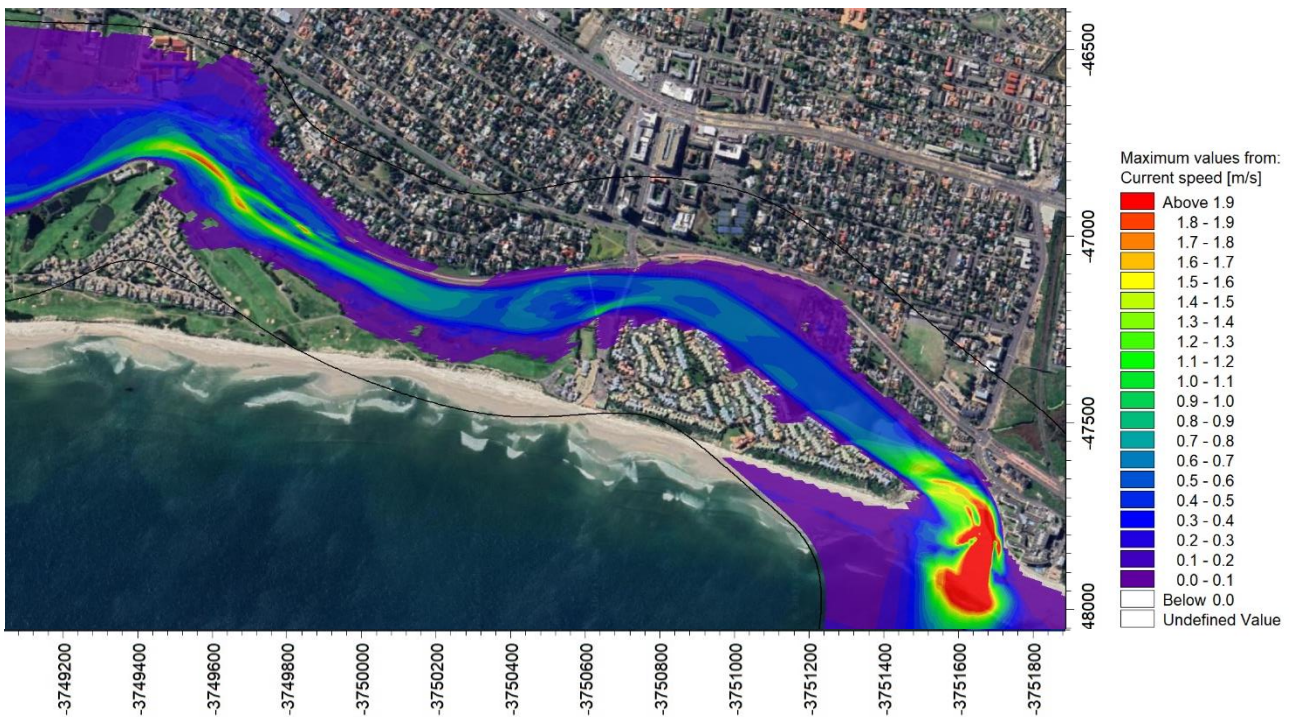 -46500
-47000
-47500
-48000
-3749200
-3749400
-3749600
-3749800
-3750000
-3750200
-3750400
-3750600
-3750800
-3751000
-3751200
-3751400
-3751600
-3751800
Maximum values from:
Current speed [m/s]
Above 1.9
1.8 - 1.9
1.7 - 1.8
1.6 - 1.7
1.5 - 1.6
1.4 - 1.5
1.3 - 1.4
1.2 - 1.3
1.1 - 1.2
1.0 - 1.1
0.9 - 1.0
0.8 - 0.9
0.7 - 0.8
0.6 - 0.7
0.5 - 0.6
0.4 - 0.5
0.3 - 0.4
0.2 - 0.3
0.1 - 0.2
0.0 - 0.1
Below 0.0
Undefined Value